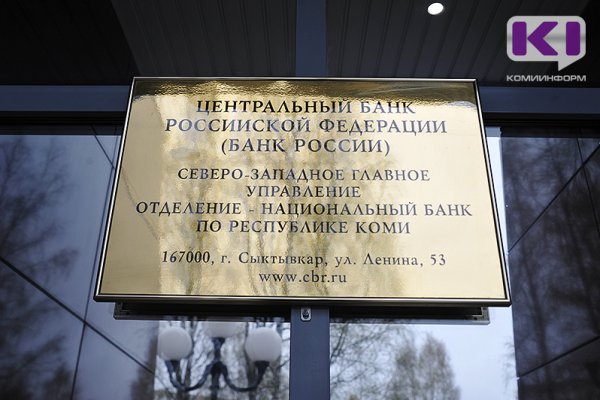 KI
КОМИИНФОРМ
ЦЕНТРАЛЬНЫЙ БАНК
РОССИЙСКОЙ ФЕДЕРАЦИИ
(БАНК РОССИИ)
СЕВЕРО-ЗАПАДНОЕ ГЛАВНОЕ
УПРАВЛЕНИЕ
ОТДЕЛЕНИЕ - НАЦИОНАЛЬНЫЙ БАНК
ПО РЕСПУБЛИКЕ КОМИ
167000, г. Сыктывкар, ул. Ленина, 53
www.cbr.ru